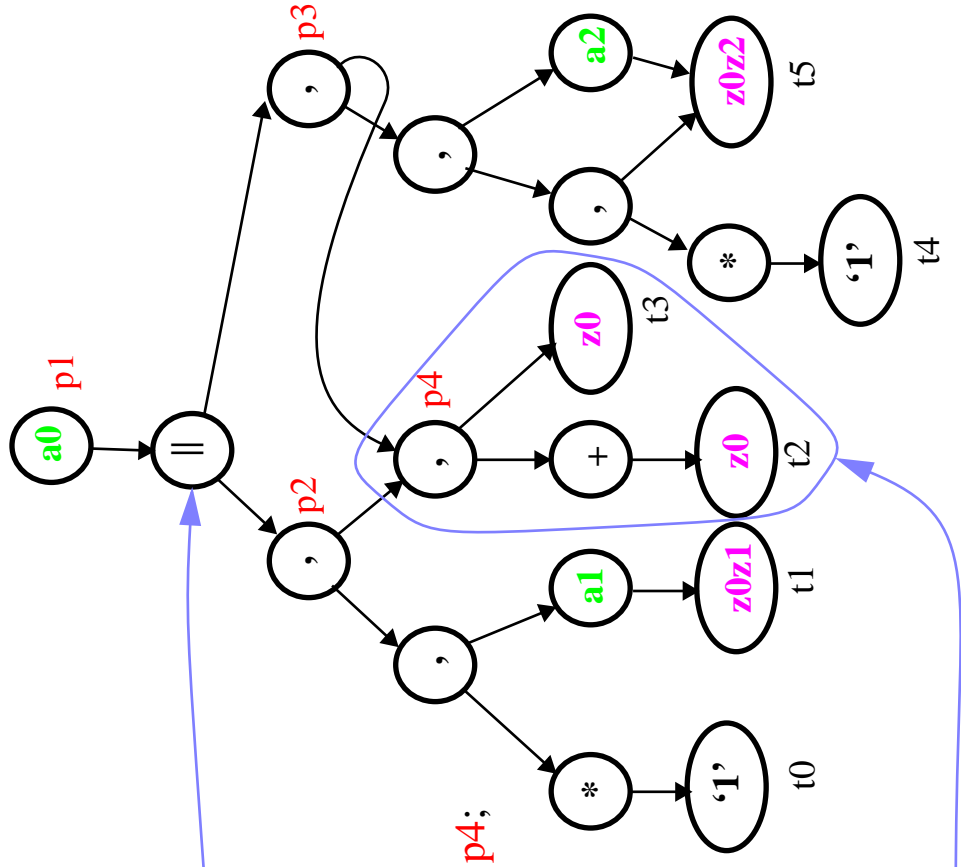 a0
p1
||
p2
p3
,
,
,
,
p4
,
,
a2
*
a1
+
z0
,
t3
‘1’
z0z1
z0
*
z0z2
t0
t1
t2
‘1’
t5
t4
p4;